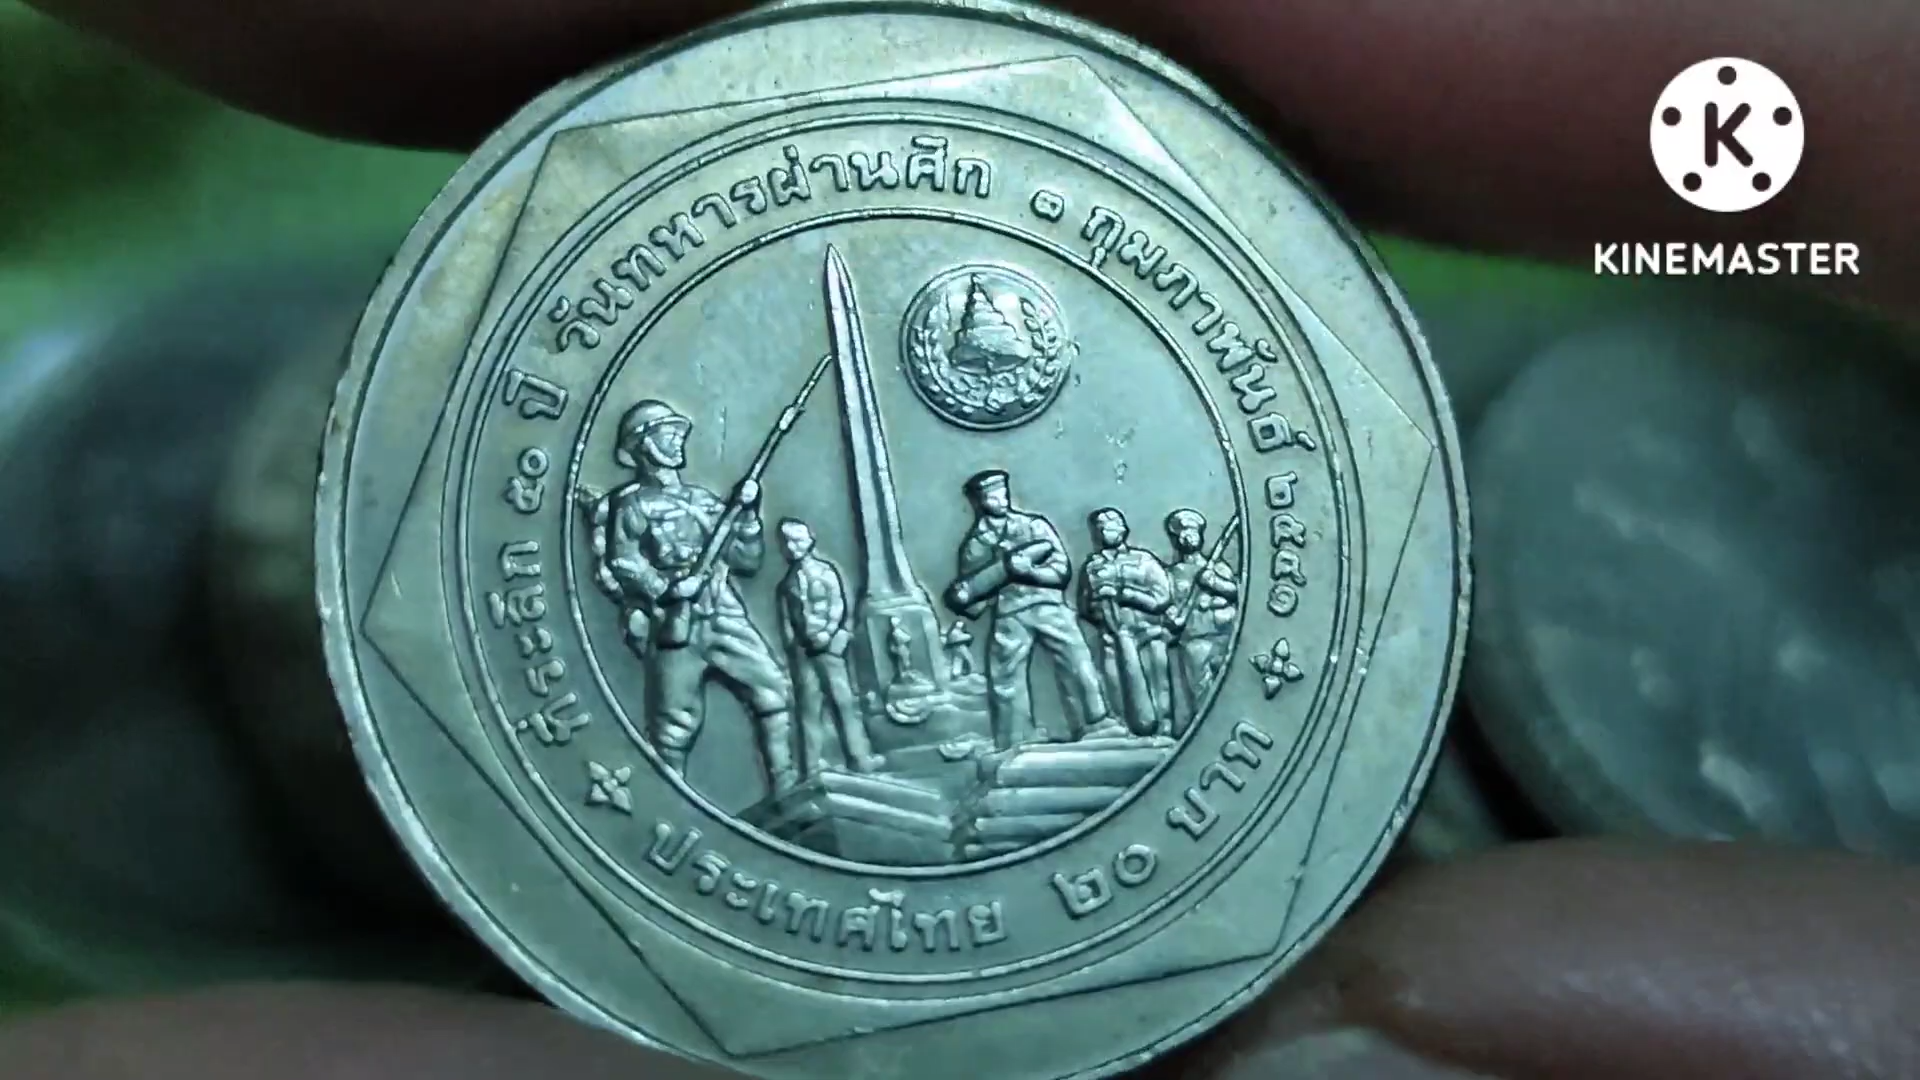 ที่ระลึก ๕๐ ปี วันทหารผ่านศึก ๓ กุมภาพันธ์ ๒๕๔๑
ประเทศไทย ๒๐ บาท
K
KINEMASTER